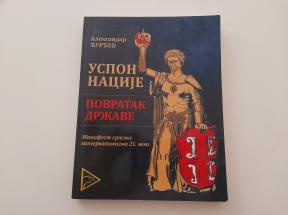 Александар
ЂУРЂЕВ
УСПОН
НАЦИЈЕ
ПОВРАТАК
ДРЖАВЕ
Манифест српског
конзервативизма 21. века